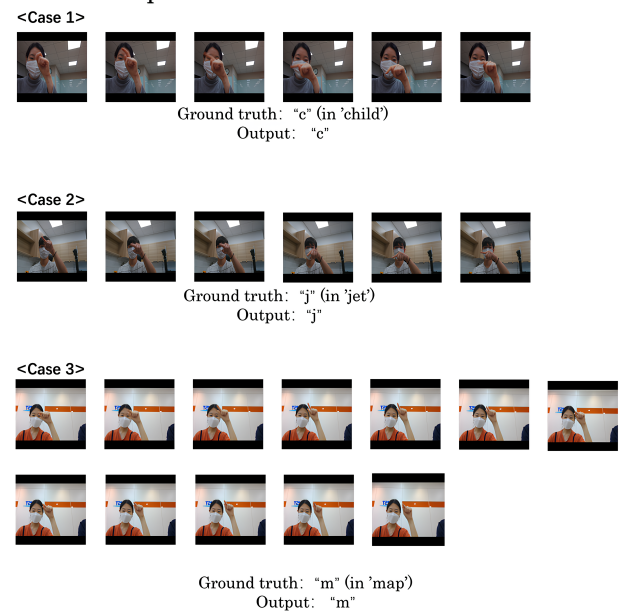 <Case 1>
Ground truth: “c” (in ’child’)
Output: “c”
<Case 2>
Ground truth: “j” (in ’jet’)
Output: “j”
<Case 3>
Ground truth: “m” (in ’map’)
Output: “m”